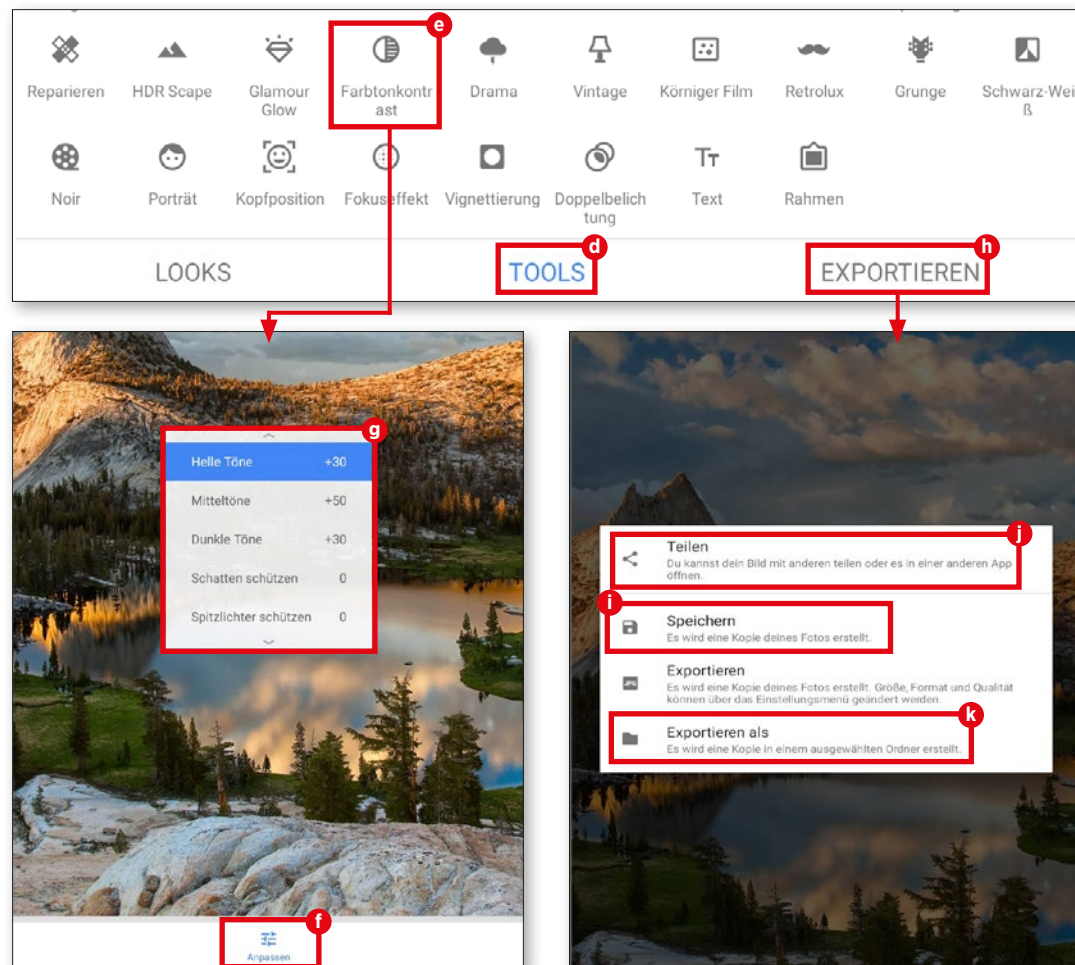 e
Reparieren HDR Scape Glamour Farbtonkontr Drama Vintage Körniger Film Retrolux Grunge Schwarz-Wei
Glow ast ß
Noir Porträt Kopfposition Fokuseffekt Vignettierung Doppelbelich Text Rahmen
tung
d h
LOOKS TOOLS EXPORTIEREN
g
Helle Töne +30
Mitteltöne +50
Dunkle Töne +30
Schatten schützen 0
Spitzlichter schützen 0
f
Anpassen
j
Teilen
Du kannst dein Bild mit anderen teilen oder es in einer anderen App
öffnen.
i
Speichern
Es wird eine Kopie deines Fotos erstellt.
JPG
Exportieren
Es wird eine Kopie deines Fotos erstellt. Größe, Format und Qualität
können über das Einstellungsmenü geändert werden.
k
Exportieren als
Es wird eine Kopie in einem ausgewählten Ordner erstellt.